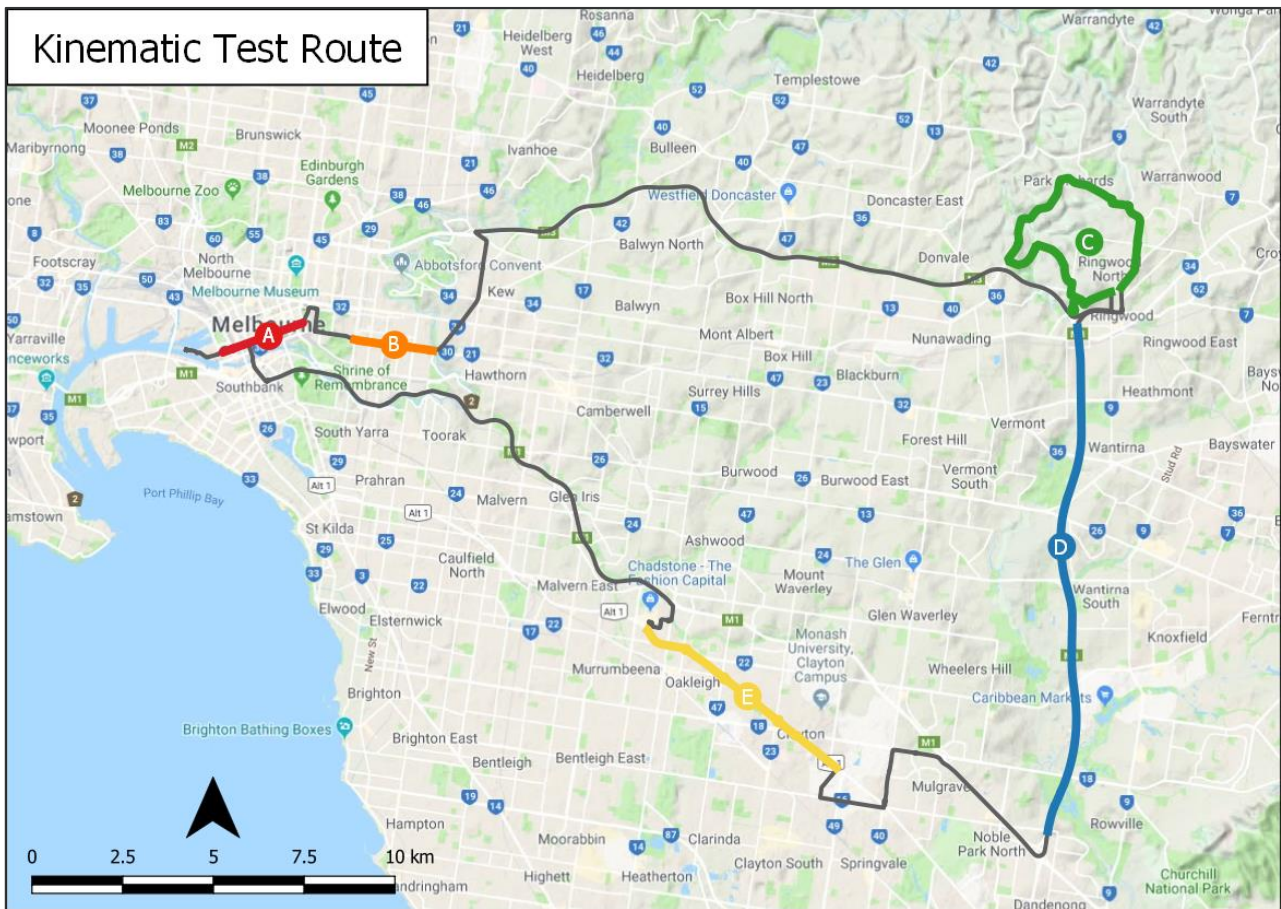 Kinematic Test Route
Rosanna
Warrandyte
Wonga Park
Heidelberg
West
Heidelberg
Templestowe
Moonee Ponds
Brunswick
Warrandyte
South
Maribyrnong
Edinburgh
Gardens
Ivanhoe
Bulleen
Melbourne Zoo
Westfield Doncaster
Park
Warranwood
Doncaster East
Balwyn North
North
Melbourne
Footscray
Abbotsford Convent
Donvale
C
Ringwood
North
Melbourne Museum
Kew
Balwyn
Box Hill North
Ringwood
Melbourne
A
B
Yarraville
Mont Albert
Nunawading
Ringwood East
Southbank
Shrine of
Remembrance
Hawthorn
Box Hill
Blackburn
Heathmont
Surrey Hills
Camberwell
South Yarra
Toorak
Forest Hill
Vermont
Wantirna
Bayswater
Port Phillip Bay
Prahran
Malvern
Glen Iris
Burwood
Burwood East
Vermont
South
Stud Rd
St Kilda
Ashwood
D
Caulfield
North
Chadstone - The
Fashion Capital
Mount
Waverley
The Glen
Malvern East
Wantirna
South
Elwood
Elsternwick
Glen Waverley
Knoxfield
New St
Monash
University,
Clayton
Campus
Murrumbeena
Oakleigh
Wheelers Hill
Brighton
E
Caribbean Markets
Brighton Bathing Boxes
Brighton East
Clayton
Bentleigh
Bentleigh East
Mulgrave
Hampton
Rowville
Moorabbin
Clarinda
Noble
Park North
Highett
Heatherton
Clayton South
Springvale
Churchill
National Park
Dandenong
0 2.5 5 7.5 10 km